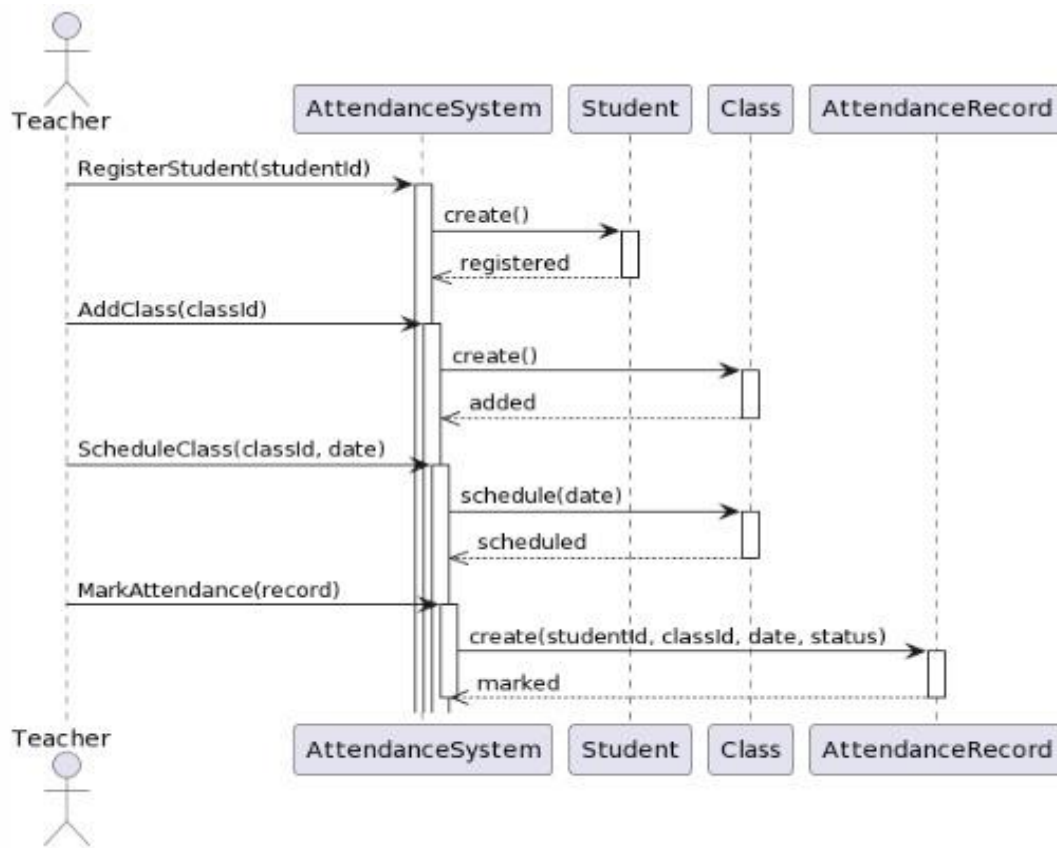 Teacher
AttendanceSystem
Student
Class
AttendanceRecord
RegisterStudent(studentId)
create()
registered
AddClass(classId)
create()
added
ScheduleClass(classId, date)
schedule(date)
scheduled
MarkAttendance(record)
create(studentId, classId, date, status)
marked
Teacher
AttendanceSystem
Student
Class
AttendanceRecord